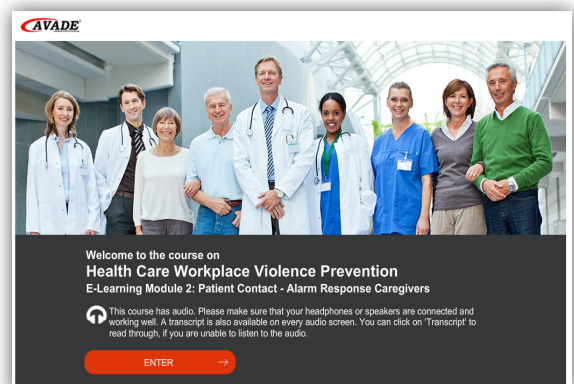 AVADE
Welcome to the course on
Health Care Workplace Violence Prevention
E-Learning Module 2: Patient Contact - Alarm Response Caregivers
This course has audio. Please make sure that your headphones or speakers are connected and
working well. A transcript is also available on every audio screen. You can click on 'Transcript' to
read through, if you are unable to listen to the audio.
ENTER